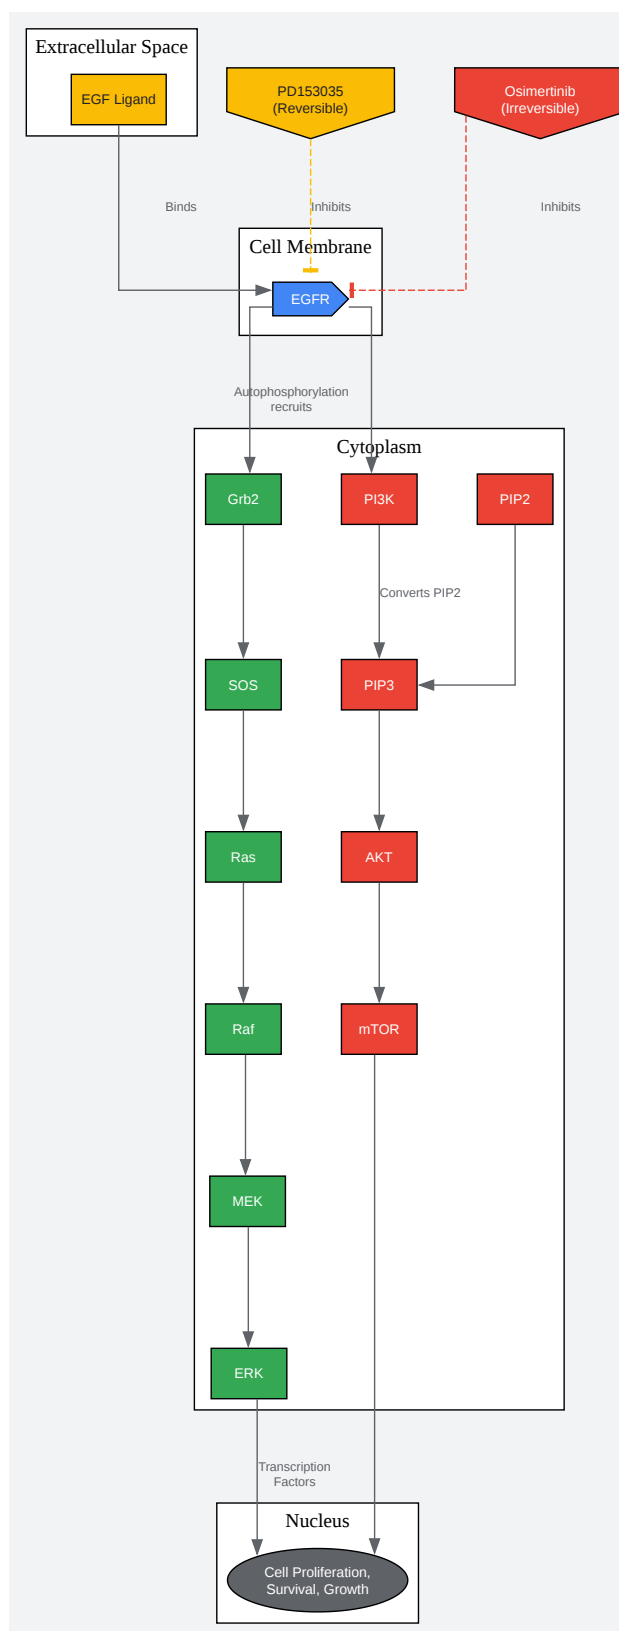 Extracellular Space
EGF Ligand
PD153035
(Reversible)
Osimertinib
(Irreversible)
Binds
Inhibits
Inhibits
Cell Membrane
EGFR
Autophosphorylation
recruits
Cytoplasm
Grb2
PI3K
PIP2
Converts PIP2
SOS
PIP3
Ras
AKT
Raf
mTOR
MEK
ERK
Transcription
Factors
Nucleus
Cell Proliferation,
Survival, Growth